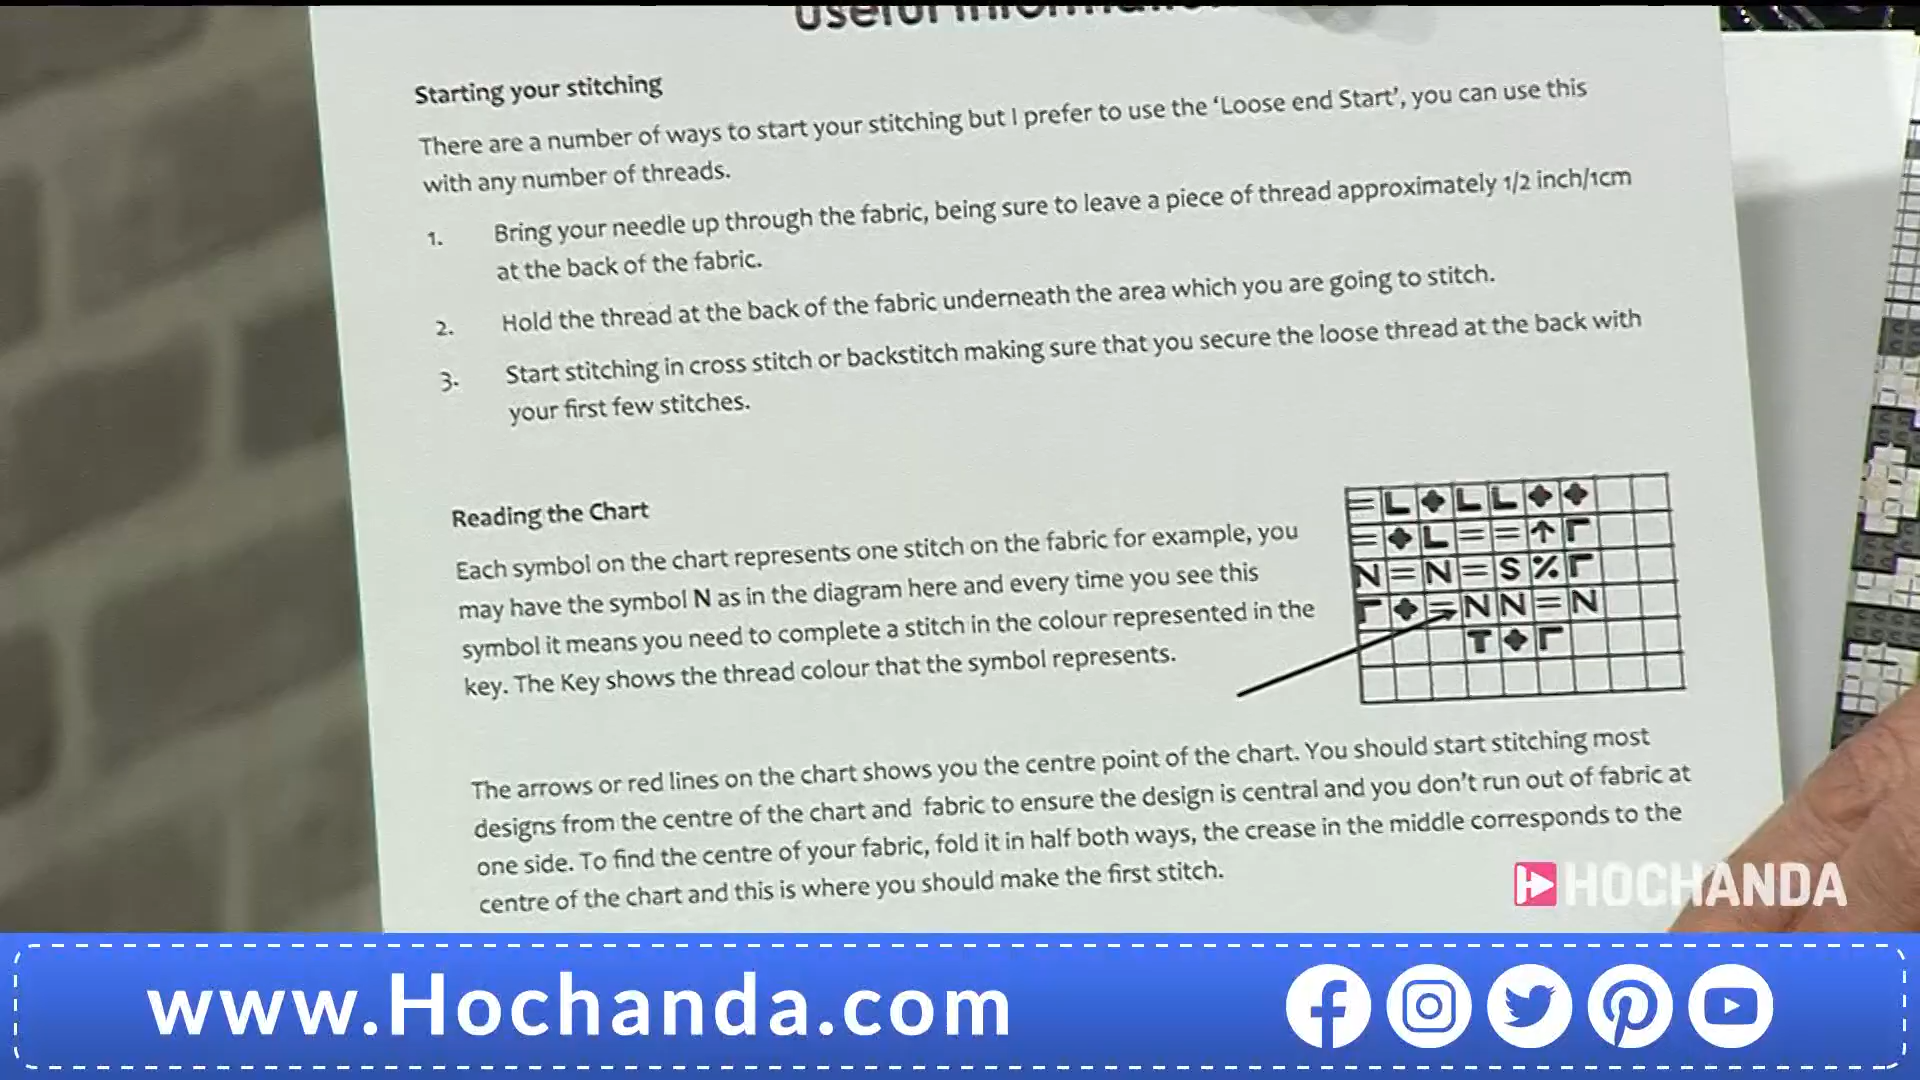 useful information
Starting your stitching
There are a number of ways to start your stitching but I prefer to use the ‘Loose end Start’, you can use this
with any number of threads.
1. Bring your needle up through the fabric, being sure to leave a piece of thread approximately 1/2 inch/1cm
at the back of the fabric.
2. Hold the thread at the back of the fabric underneath the area which you are going to stitch.
3. Start stitching in cross stitch or backstitch making sure that you secure the loose thread at the back with
your first few stitches.
Reading the Chart
Each symbol on the chart represents one stitch on the fabric for example, you
may have the symbol N as in the diagram here and every time you see this
symbol it means you need to complete a stitch in the colour represented in the
key. The Key shows the thread colour that the symbol represents.
= L ✦ L L ✦ ✦
= ✦ L = = ↑ Γ
N = N = S % Γ
Γ ✦ = N N = N
T ✦ Γ
The arrows or red lines on the chart shows you the centre point of the chart. You should start stitching most
designs from the centre of the chart and fabric to ensure the design is central and you don’t run out of fabric at
one side. To find the centre of your fabric, fold it in half both ways, the crease in the middle corresponds to the
centre of the chart and this is where you should make the first stitch.
HOCHANDA
www.Hochanda.com